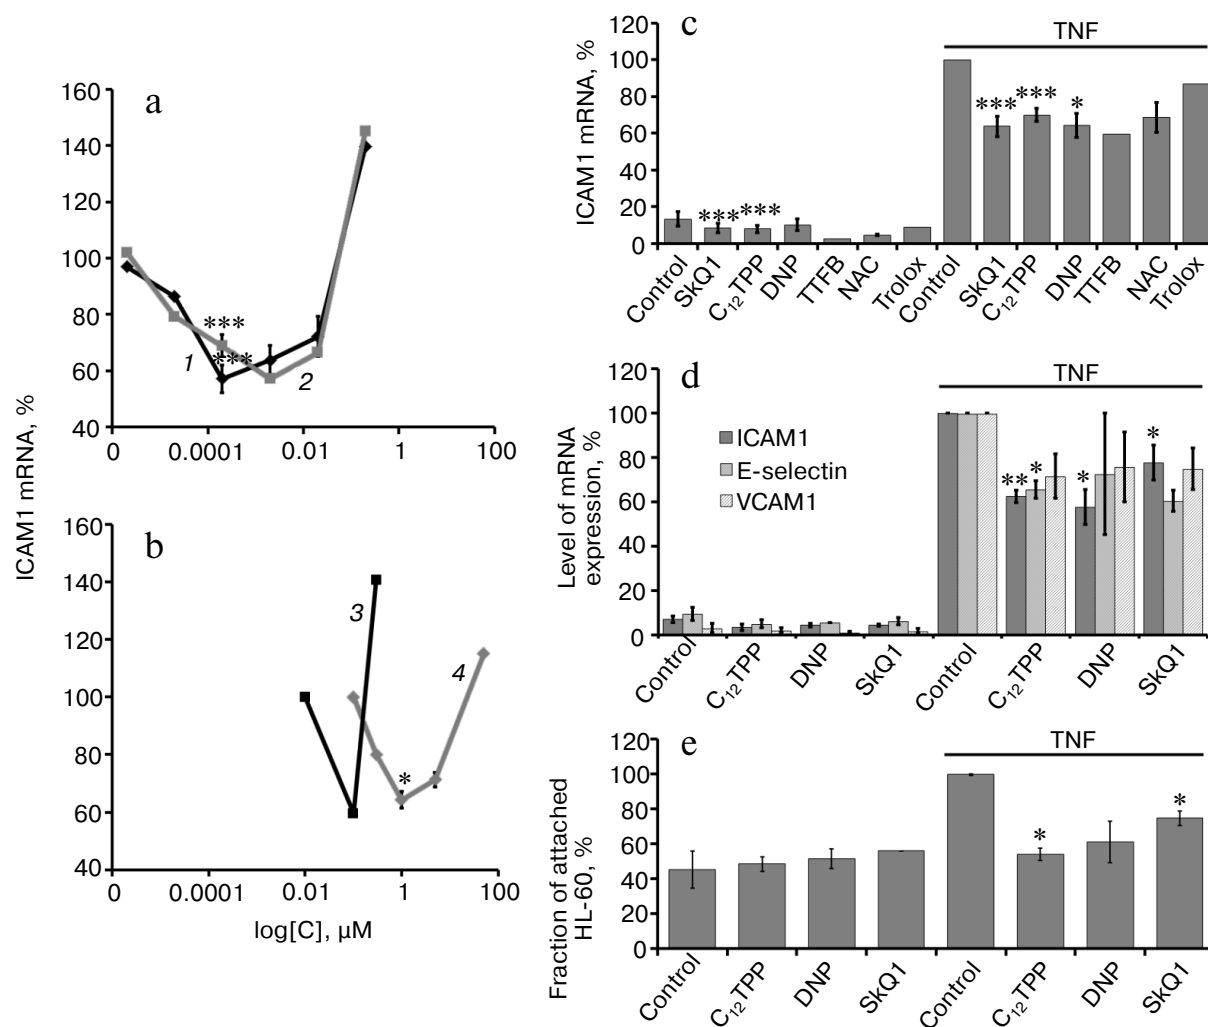 a
ICAM1 mRNA, %
160
140
120
100
80
60
40
0
0.0001
0.01
1
100
***
***
1
2
b
160
140
120
100
80
60
40
0
0.0001
0.01
1
100
3
4
*
log[C], µM
c
TNF
ICAM1 mRNA, %
120
100
80
60
40
20
0
***
***
***
***
*
Control
SkQ1
C₁₂TPP
DNP
TTFB
NAC
Trolox
Control
SkQ1
C₁₂TPP
DNP
TTFB
NAC
Trolox
d
TNF
Level of mRNA
expression, %
120
100
80
60
40
20
0
ICAM1
E-selectin
VCAM1
**
*
*
*
Control
C₁₂TPP
DNP
SkQ1
Control
C₁₂TPP
DNP
SkQ1
e
TNF
Fraction of attached
HL-60, %
120
100
80
60
40
20
0
*
*
Control
C₁₂TPP
DNP
SkQ1
Control
C₁₂TPP
DNP
SkQ1